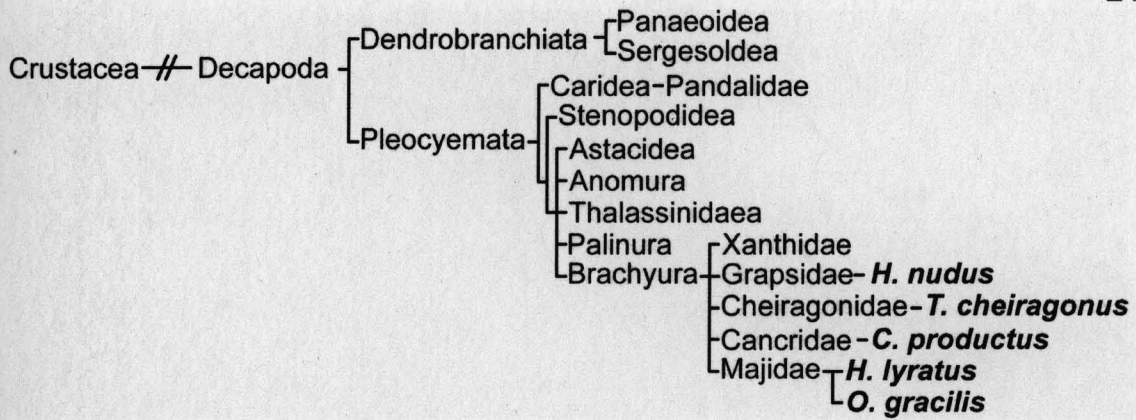 Panaeoidea
Dendrobranchiata
Sergesoldea
Crustacea Decapoda
Caridea-Pandalidae
Stenopodidea
Pleocyemata
Astacidea
Anomura
Thalassinidaea
Palinura
Xanthidae
Brachyura
Grapsidae- H. nudus
Cheiragonidae- T. cheiragonus
Cancridae - C. productus
Majidae H. lyratus
O. gracilis